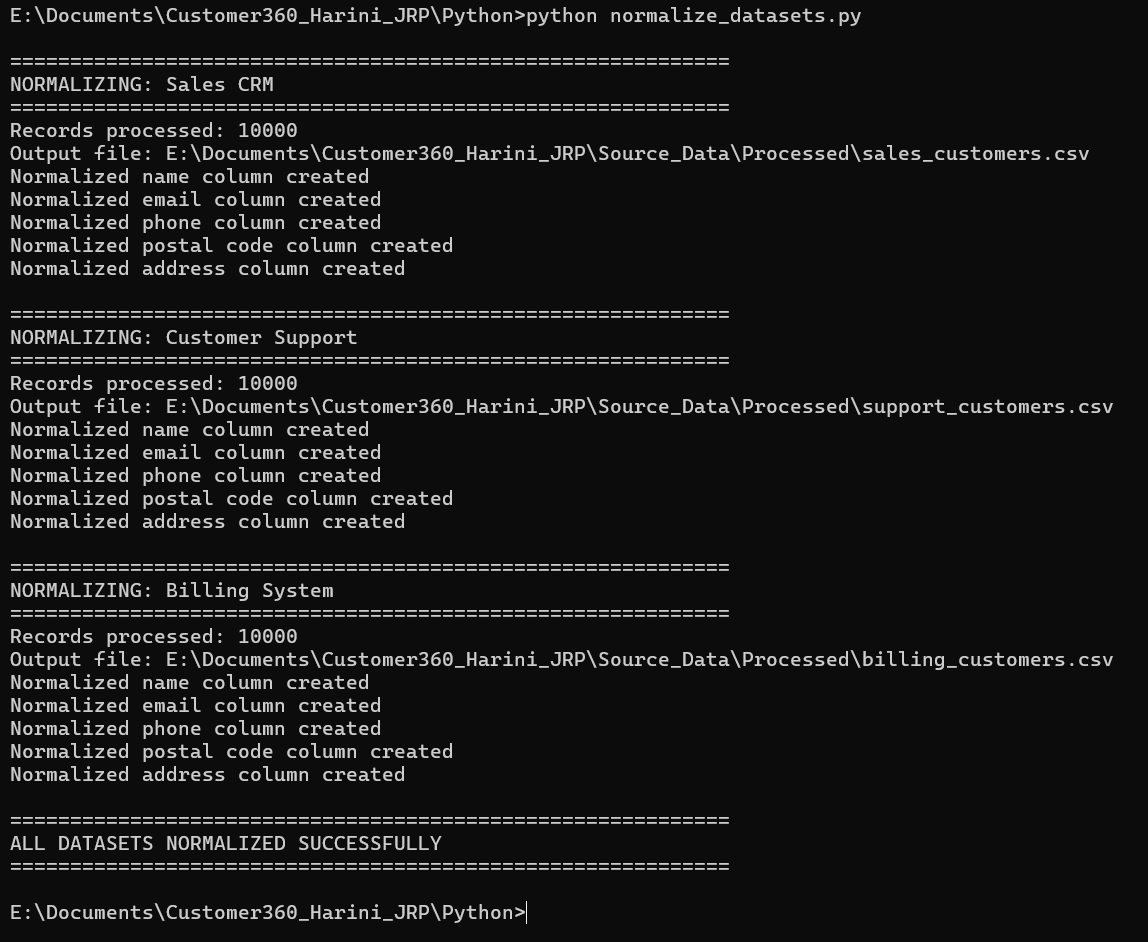 E:\Documents\Customer360_Harini_JRP\Python>python normalize_datasets.py
============================================================
NORMALIZING: Sales CRM
============================================================
Records processed: 10000
Output file: E:\Documents\Customer360_Harini_JRP\Source_Data\Processed\sales_customers.csv
Normalized name column created
Normalized email column created
Normalized phone column created
Normalized postal code column created
Normalized address column created
============================================================
NORMALIZING: Customer Support
============================================================
Records processed: 10000
Output file: E:\Documents\Customer360_Harini_JRP\Source_Data\Processed\support_customers.csv
Normalized name column created
Normalized email column created
Normalized phone column created
Normalized postal code column created
Normalized address column created
============================================================
NORMALIZING: Billing System
============================================================
Records processed: 10000
Output file: E:\Documents\Customer360_Harini_JRP\Source_Data\Processed\billing_customers.csv
Normalized name column created
Normalized email column created
Normalized phone column created
Normalized postal code column created
Normalized address column created
============================================================
ALL DATASETS NORMALIZED SUCCESSFULLY
============================================================
E:\Documents\Customer360_Harini_JRP\Python>